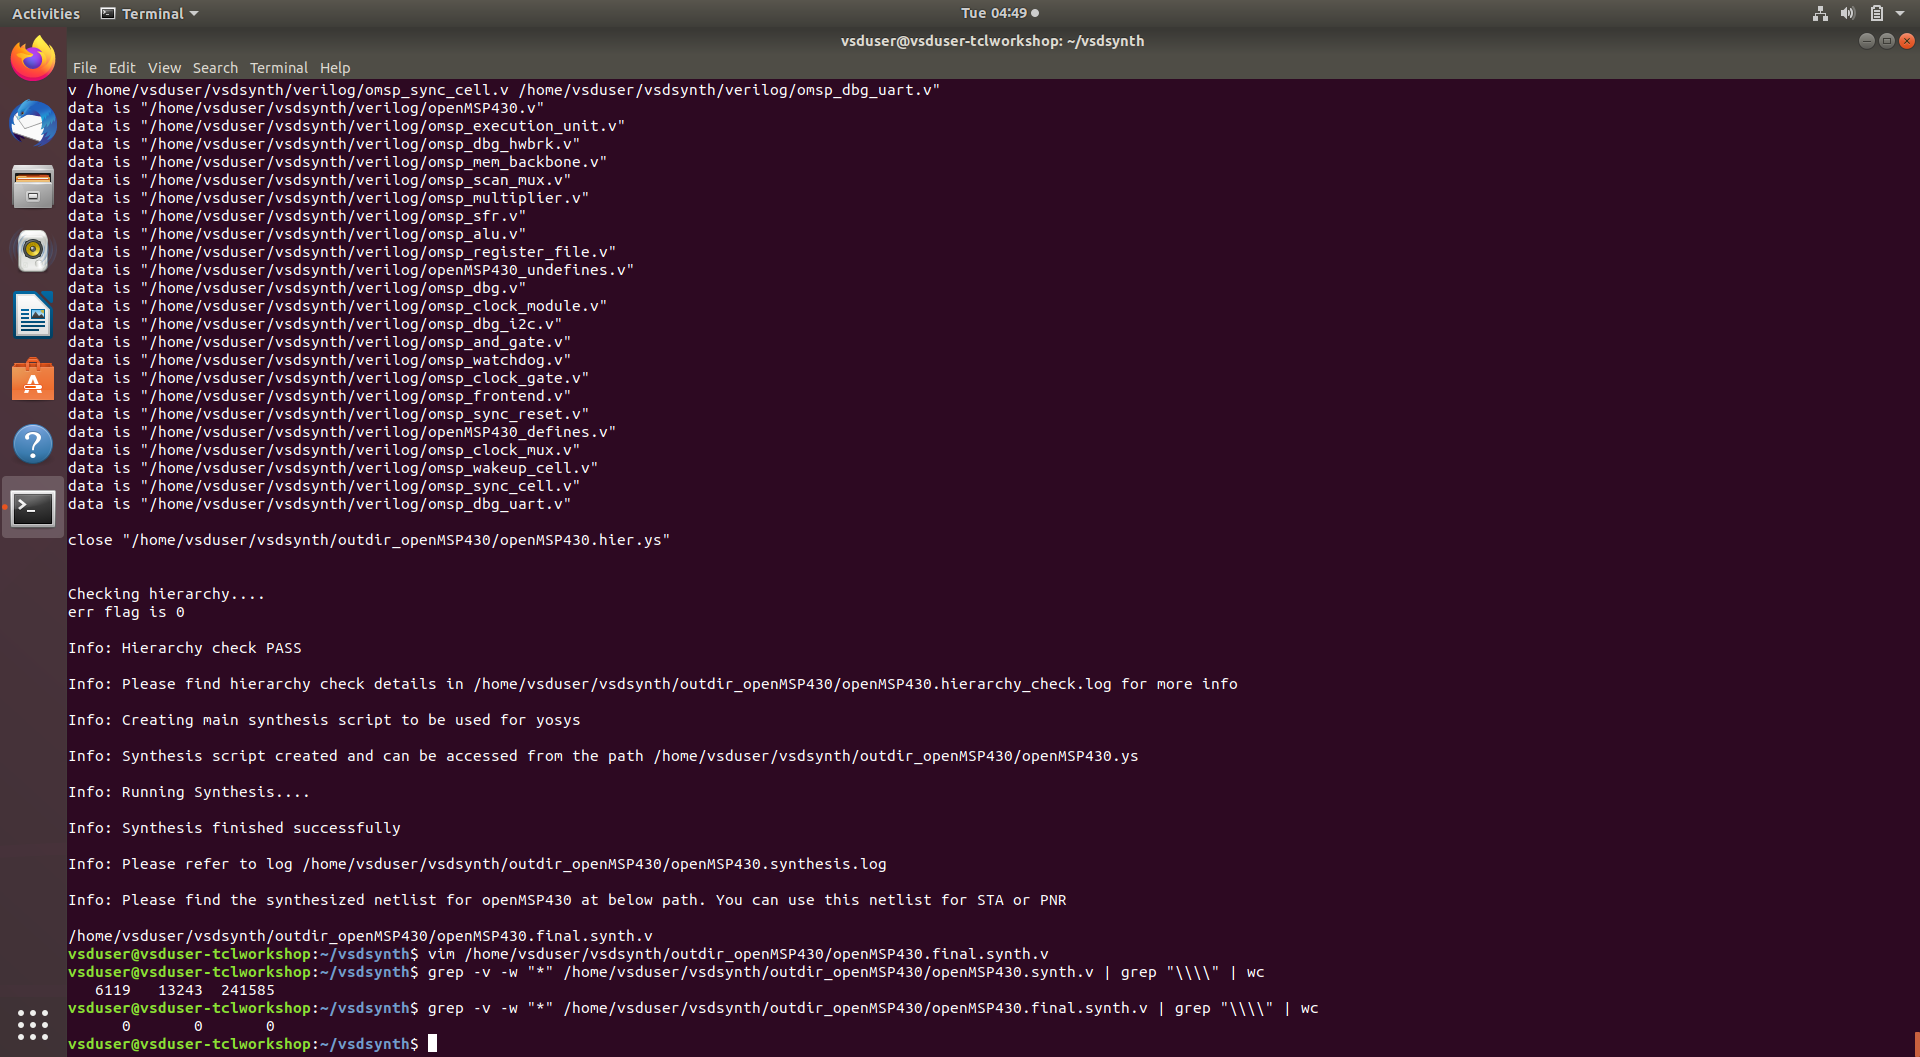 Activities Terminal Tue 04:49
vsduser@vsduser-tclworkshop: ~/vsdsynth
File Edit View Search Terminal Help
v /home/vsduser/vsdsynth/verilog/omsp_sync_cell.v /home/vsduser/vsdsynth/verilog/omsp_dbg_uart.v"
data is "/home/vsduser/vsdsynth/verilog/openMSP430.v"
data is "/home/vsduser/vsdsynth/verilog/omsp_execution_unit.v"
data is "/home/vsduser/vsdsynth/verilog/omsp_dbg_hwbrk.v"
data is "/home/vsduser/vsdsynth/verilog/omsp_mem_backbone.v"
data is "/home/vsduser/vsdsynth/verilog/omsp_scan_mux.v"
data is "/home/vsduser/vsdsynth/verilog/omsp_multiplier.v"
data is "/home/vsduser/vsdsynth/verilog/omsp_sfr.v"
data is "/home/vsduser/vsdsynth/verilog/omsp_alu.v"
data is "/home/vsduser/vsdsynth/verilog/omsp_register_file.v"
data is "/home/vsduser/vsdsynth/verilog/openMSP430_undefines.v"
data is "/home/vsduser/vsdsynth/verilog/omsp_dbg.v"
data is "/home/vsduser/vsdsynth/verilog/omsp_clock_module.v"
data is "/home/vsduser/vsdsynth/verilog/omsp_dbg_i2c.v"
data is "/home/vsduser/vsdsynth/verilog/omsp_and_gate.v"
data is "/home/vsduser/vsdsynth/verilog/omsp_watchdog.v"
data is "/home/vsduser/vsdsynth/verilog/omsp_clock_gate.v"
data is "/home/vsduser/vsdsynth/verilog/omsp_frontend.v"
data is "/home/vsduser/vsdsynth/verilog/omsp_sync_reset.v"
data is "/home/vsduser/vsdsynth/verilog/openMSP430_defines.v"
data is "/home/vsduser/vsdsynth/verilog/omsp_clock_mux.v"
data is "/home/vsduser/vsdsynth/verilog/omsp_wakeup_cell.v"
data is "/home/vsduser/vsdsynth/verilog/omsp_sync_cell.v"
data is "/home/vsduser/vsdsynth/verilog/omsp_dbg_uart.v"
close "/home/vsduser/vsdsynth/outdir_openMSP430/openMSP430.hier.ys"
Checking hierarchy....
err flag is 0
Info: Hierarchy check PASS
Info: Please find hierarchy check details in /home/vsduser/vsdsynth/outdir_openMSP430/openMSP430.hierarchy_check.log for more info
Info: Creating main synthesis script to be used for yosys
Info: Synthesis script created and can be accessed from the path /home/vsduser/vsdsynth/outdir_openMSP430/openMSP430.ys
Info: Running Synthesis....
Info: Synthesis finished successfully
Info: Please refer to log /home/vsduser/vsdsynth/outdir_openMSP430/openMSP430.synthesis.log
Info: Please find the synthesized netlist for openMSP430 at below path. You can use this netlist for STA or PNR
/home/vsduser/vsdsynth/outdir_openMSP430/openMSP430.final.synth.v
vsduser@vsduser-tclworkshop:~/vsdsynth$ vim /home/vsduser/vsdsynth/outdir_openMSP430/openMSP430.final.synth.v
vsduser@vsduser-tclworkshop:~/vsdsynth$ grep -v -w "*" /home/vsduser/vsdsynth/outdir_openMSP430/openMSP430.synth.v | grep "\\\\" | wc
6119 13243 241585
vsduser@vsduser-tclworkshop:~/vsdsynth$ grep -v -w "*" /home/vsduser/vsdsynth/outdir_openMSP430/openMSP430.final.synth.v | grep "\\\\" | wc
0 0 0
vsduser@vsduser-tclworkshop:~/vsdsynth$